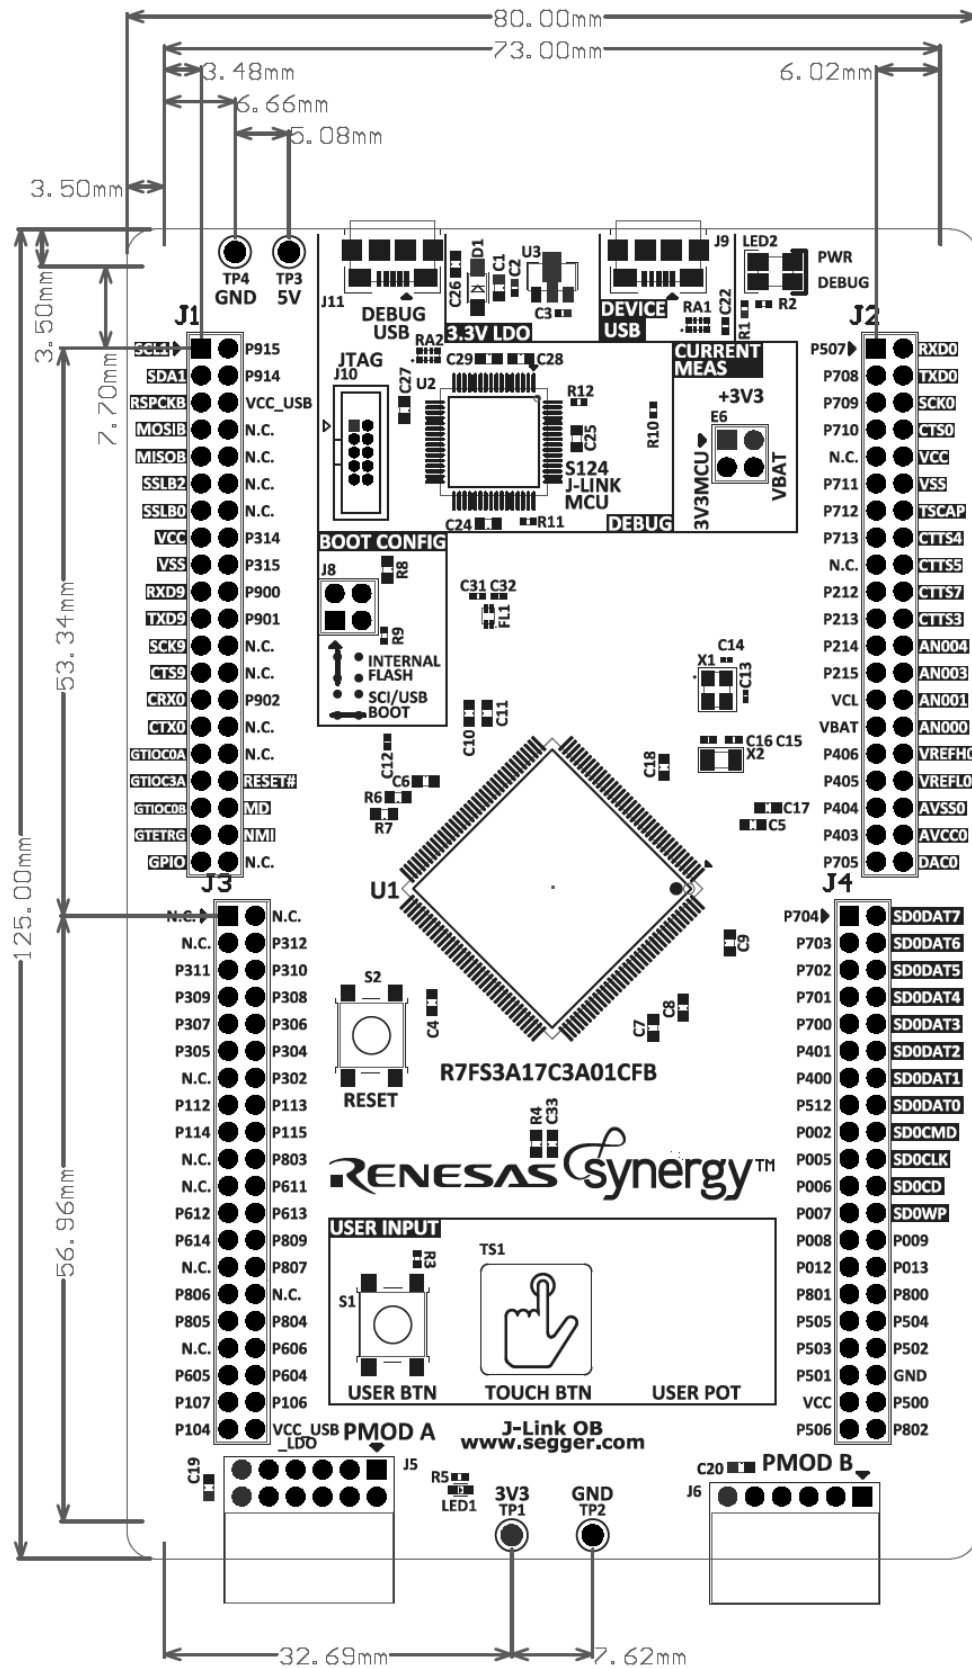 80.00mm
73.00mm
3.48mm
6.02mm
6.66mm
5.08mm
3.50mm
3.50mm
7.70mm
53.34mm
125.00mm
56.96mm
TP4
GND
TP3
5V
J11
DEBUG
USB
C26
D1
C1
C2
U3
C3
3.3V LDO
J9
DEVICE
USB
RA1
C22
LED2
PWR
DEBUG
R1
R2
J1
SCL1 P915
SDA1 P914
RSPCKB VCC_USB
MOSIB N.C.
MISOB N.C.
SSLB2 N.C.
SSLB0 N.C.
VCC P314
VSS P315
RXD9 P900
TXD9 P901
SCK9 N.C.
CTS9 N.C.
CRX0 P902
CTX0 N.C.
GTIOC0A N.C.
GTIOC3A RESET#
GTIOC0B MD
GTETRG NMI
GPIO N.C.
JTAG
J10
C27
RA2
U2
C29
C28
R12
C25
R10
S124
J-LINK
MCU
C24
R11
DEBUG
CURRENT
MEAS
+3V3
E6
3V3MCU
VBAT
BOOT CONFIG
J8
R8
R9
INTERNAL
FLASH
SCI/USB
BOOT
C31 C32
FL1
C10
C11
C12
C6
R6
R7
X1
C14
C13
C16 C15
X2
C18
C17
C5
J2
P507 RXD0
P708 TXD0
P709 SCK0
P710 CTS0
N.C. VCC
P711 VSS
P712 TSCAP
P713 CTTS4
N.C. CTTS5
P212 CTTS7
P213 CTTS3
P214 AN004
P215 AN003
VCL AN001
VBAT AN000
P406 VREFH0
P405 VREFL0
P404 AVSS0
P403 AVCC0
P705 DAC0
U1
C9
C8
C7
C4
R7FS3A17C3A01CFB
S2
RESET
J3
N.C. N.C.
N.C. P312
P311 P310
P309 P308
P307 P306
P305 P304
N.C. P302
P112 P113
P114 P115
N.C. P803
N.C. P611
P612 P613
P614 P809
N.C. P807
P806 N.C.
P805 P804
N.C. P606
P605 P604
P107 P106
P104 VCC_USB
_LDO
J4
P704 SD0DAT7
P703 SD0DAT6
P702 SD0DAT5
P701 SD0DAT4
P700 SD0DAT3
P401 SD0DAT2
P400 SD0DAT1
P512 SD0DAT0
P002 SD0CMD
P005 SD0CLK
P006 SD0CD
P007 SD0WP
P008 P009
P012 P013
P801 P800
P505 P504
P503 P502
P501 GND
VCC P500
P506 P802
R4
C33
RENESAS synergy™
USER INPUT
R3
S1
TS1
USER BTN
TOUCH BTN
USER POT
J-Link OB
www.segger.com
PMOD A
J5
C19
R5
LED1
3V3
TP1
GND
TP2
C20
PMOD B
J6
32.69mm
7.62mm